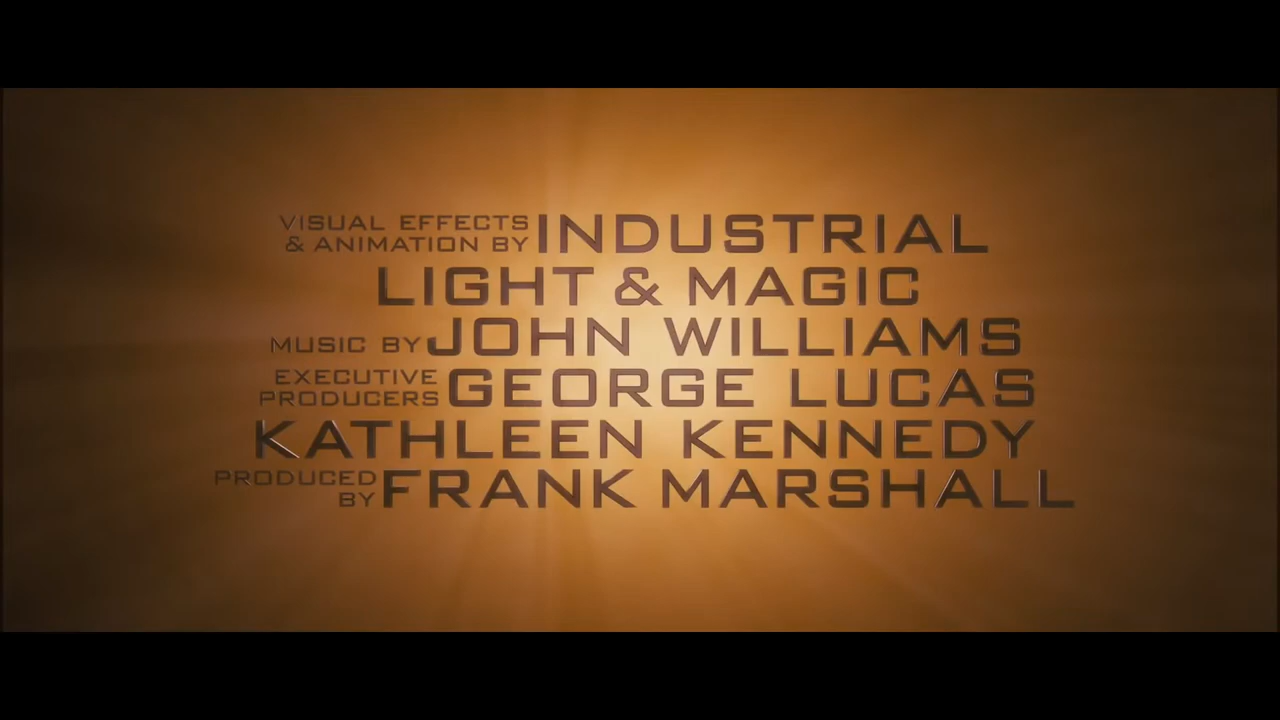 VISUAL EFFECTS
& ANIMATION BY INDUSTRIAL
LIGHT & MAGIC
MUSIC BY JOHN WILLIAMS
EXECUTIVE
PRODUCERS GEORGE LUCAS
KATHLEEN KENNEDY
PRODUCED
BY FRANK MARSHALL